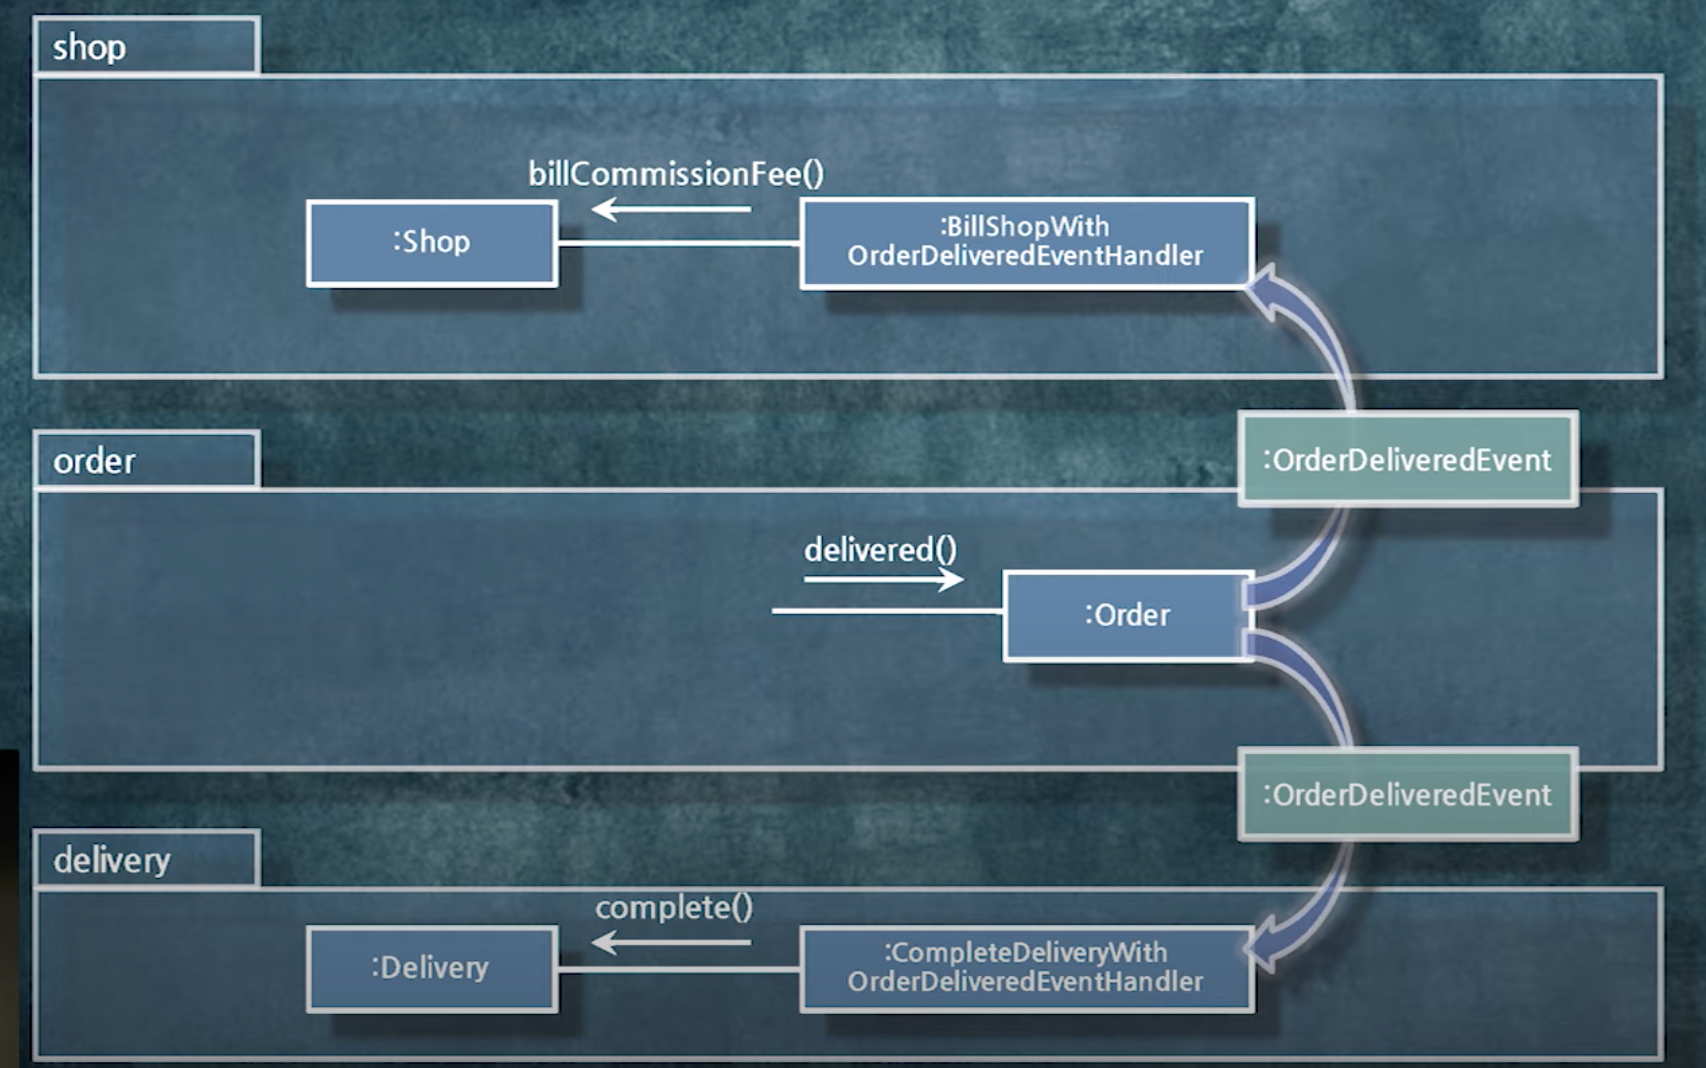 shop
billCommissionFee()
:Shop
:BillShopWith
OrderDeliveredEventHandler
:OrderDeliveredEvent
order
delivered()
:Order
:OrderDeliveredEvent
delivery
complete()
:Delivery
:CompleteDeliveryWith
OrderDeliveredEventHandler